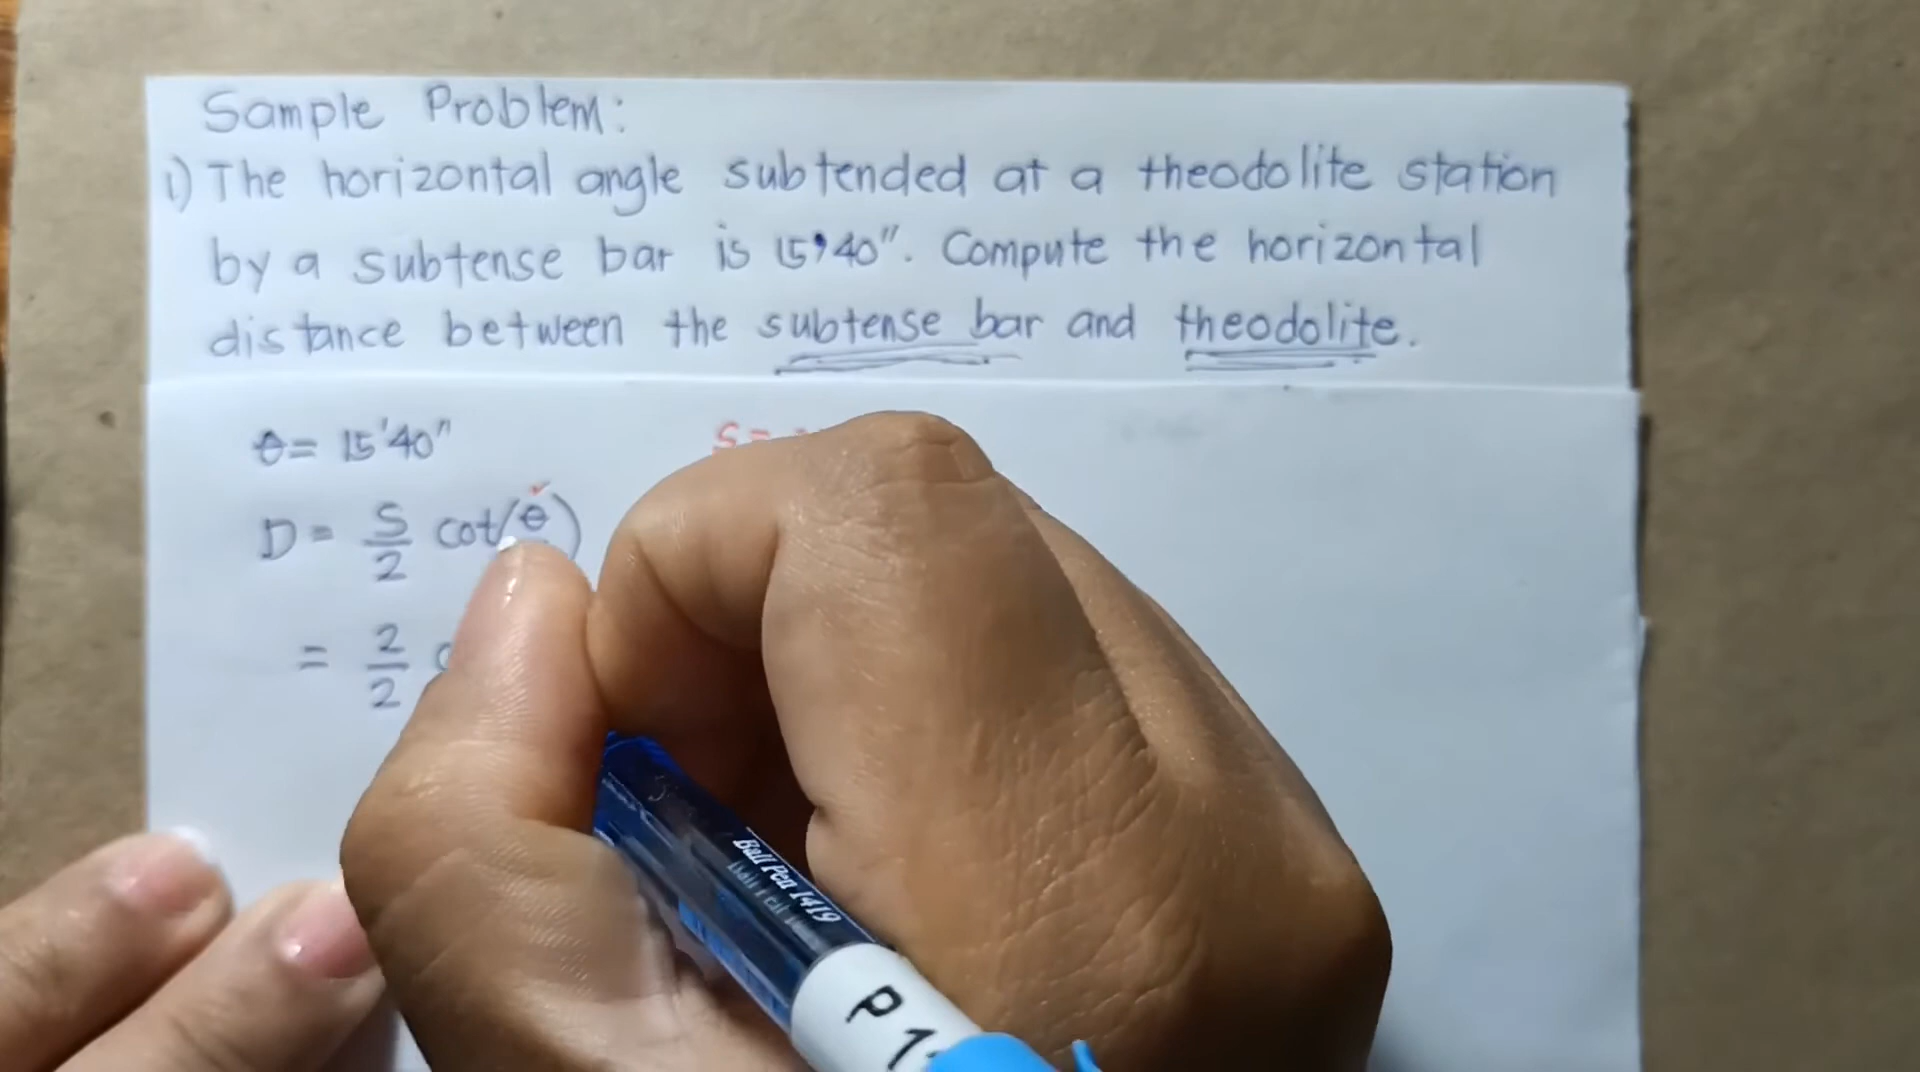 Sample Problem:
1) The horizontal angle subtended at a theodolite station
by a subtense bar is 15'40". Compute the horizontal
distance between the subtense bar and theodolite.
θ= 15'40"
S=
D= S/2 cot(θ)
= 2/2
Ball Pen 1419
P 1